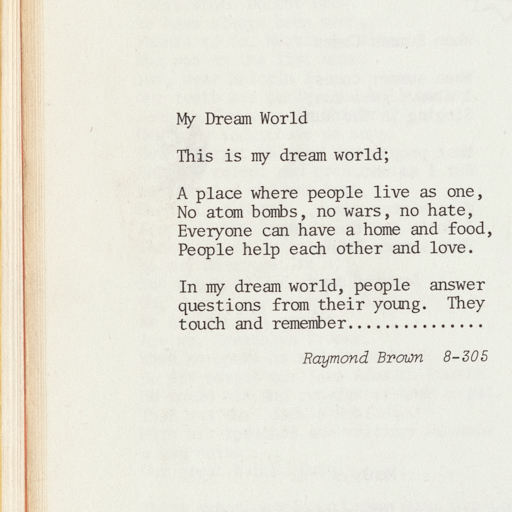 My Dream World
This is my dream world;
A place where people live as one,
No atom bombs, no wars, no hate,
Everyone can have a home and food,
People help each other and love.
In my dream world, people  answer
questions from their young.  They
touch and remember...............
Raymond Brown  8-305